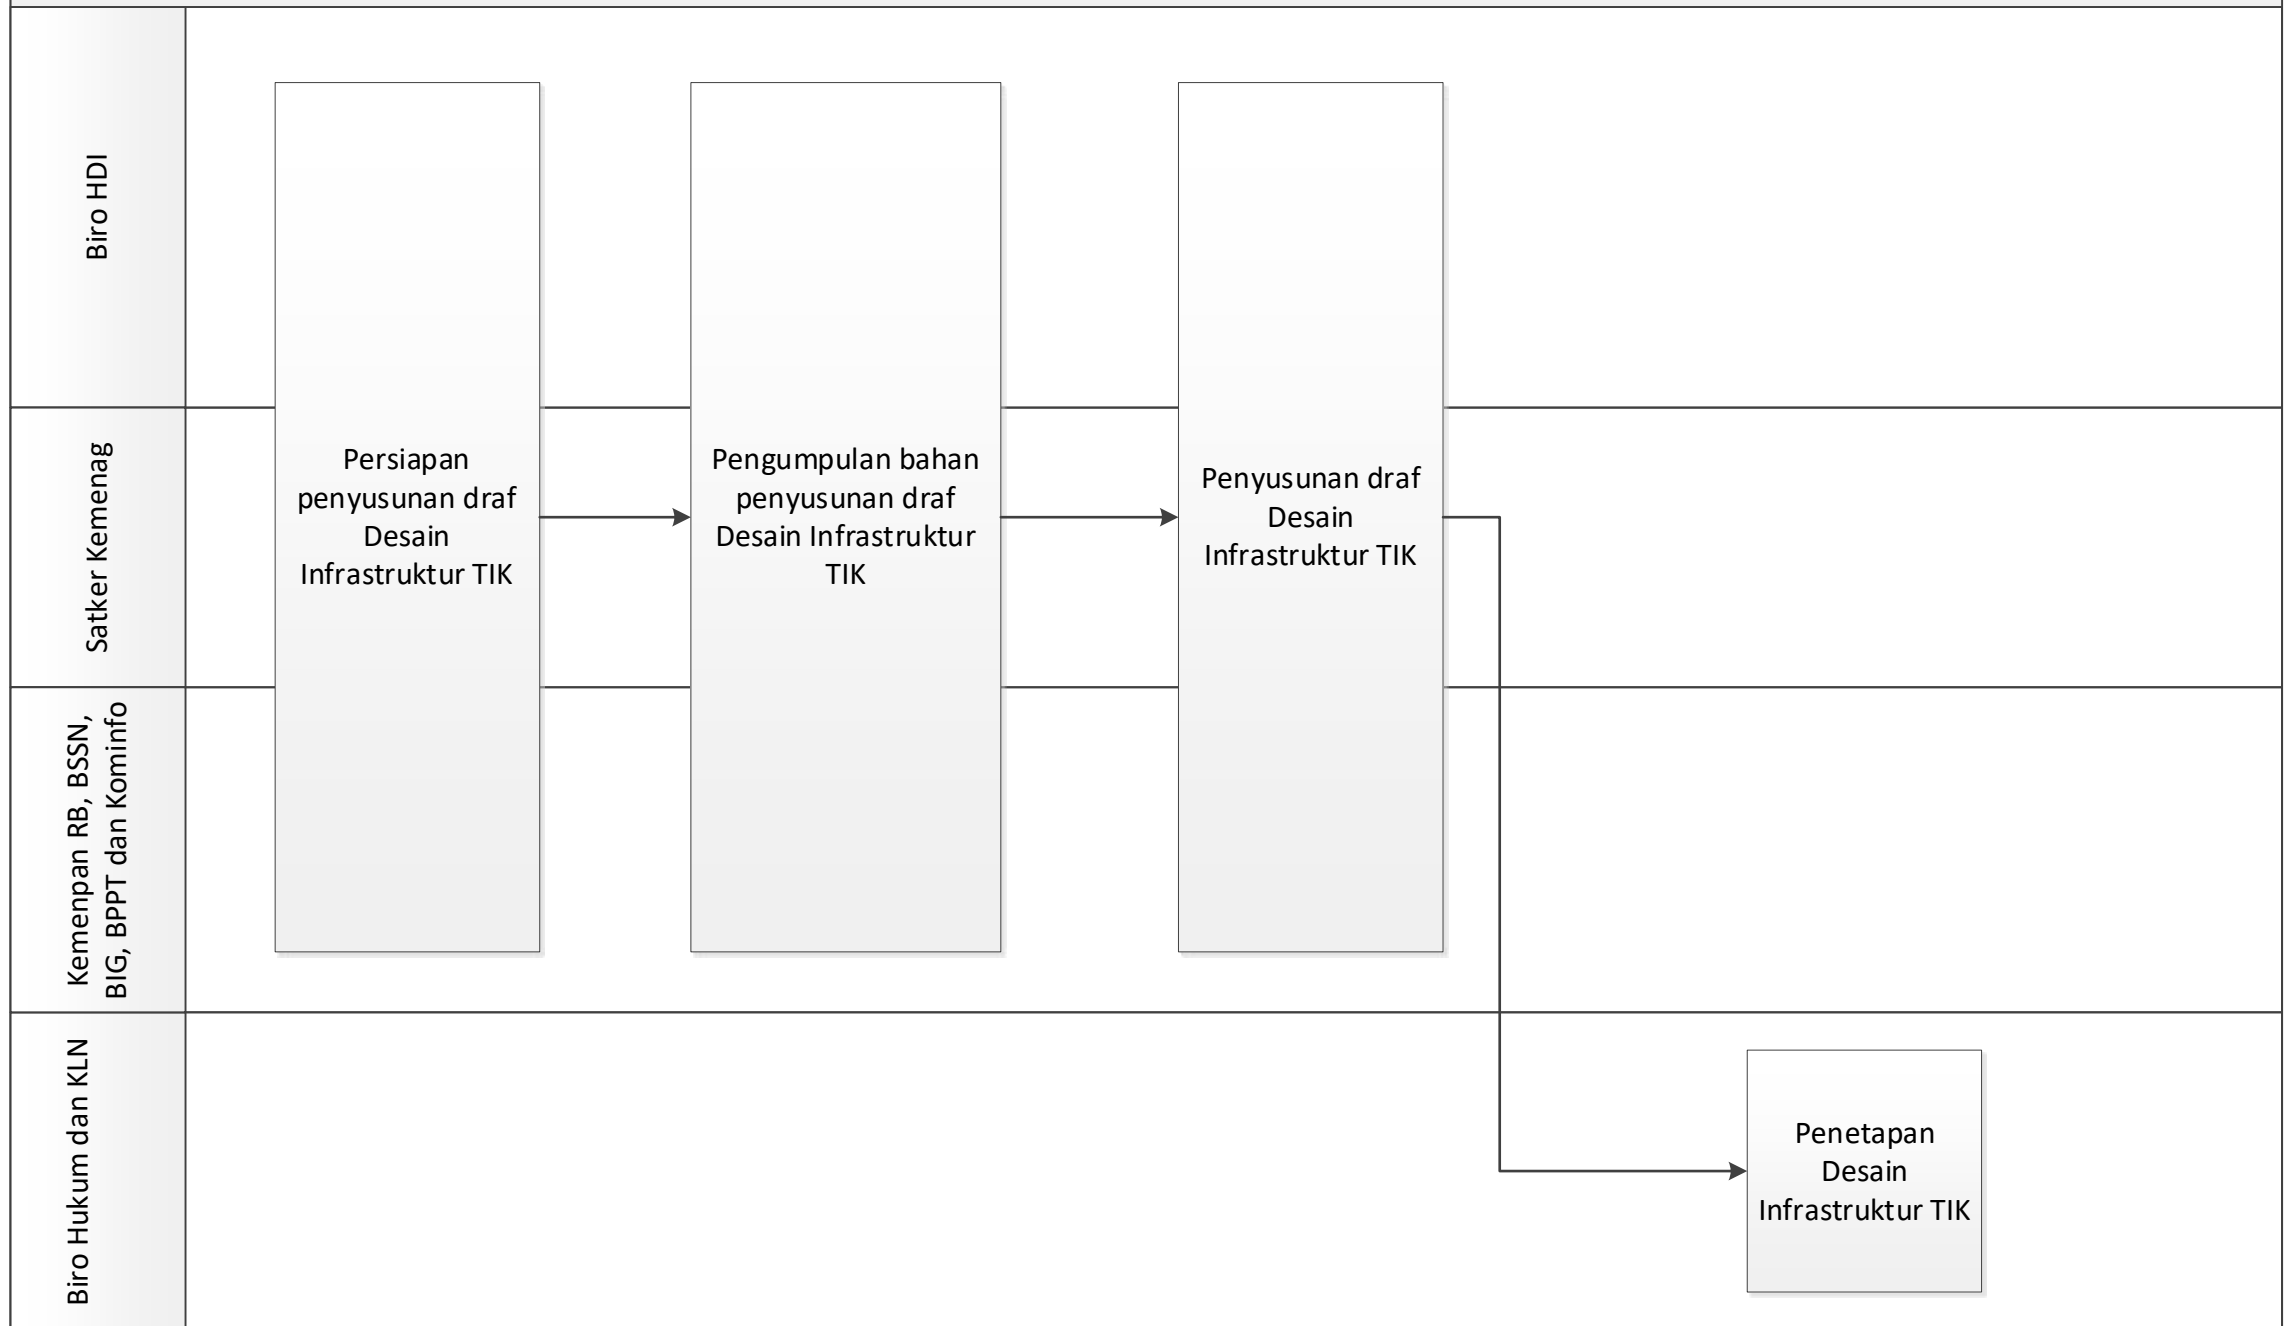 Biro HDI
Satker Kemenag
Kemenpan RB, BSSN,
BIG, BPPT dan Kominfo
Biro Hukum dan KLN
Persiapan
penyusunan draf
Desain
Infrastruktur TIK
Pengumpulan bahan
penyusunan draf
Desain Infrastruktur
TIK
Penyusunan draf
Desain
Infrastruktur TIK
Penetapan
Desain
Infrastruktur TIK